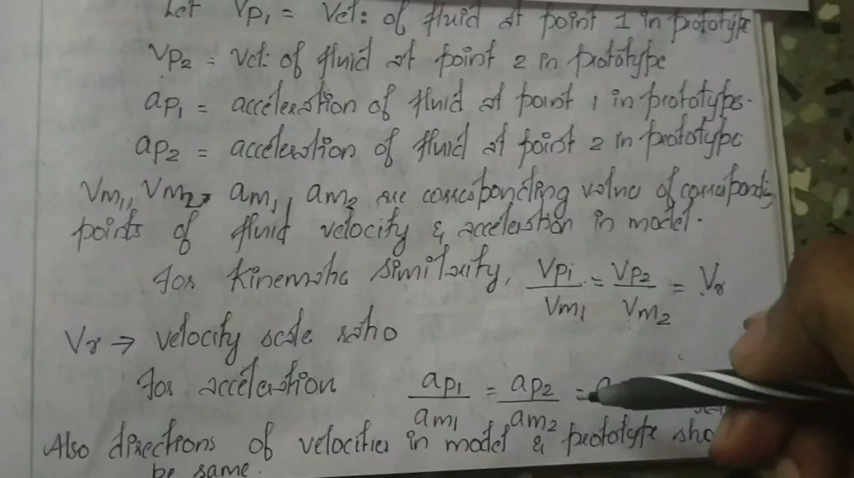 Let Vp1 = Vel: of fluid at point 1 in prototype
Vp2 = Vel: of fluid at point 2 in prototype
ap1 = acceleration of fluid at point 1 in prototype.
ap2 = acceleration of fluid at point 2 in prototype
Vm1, Vm2, am1, am2 are corresponding value of corresponding
points of fluid velocity & acceleration in model.
For kinematic similarity, Vp1/Vm1 = Vp2/Vm2 = Vr
Vr → velocity scale ratio
for acceleration ap1/am1 = ap2/am2 =
Also directions of velocities in model & prototype sho
be same.